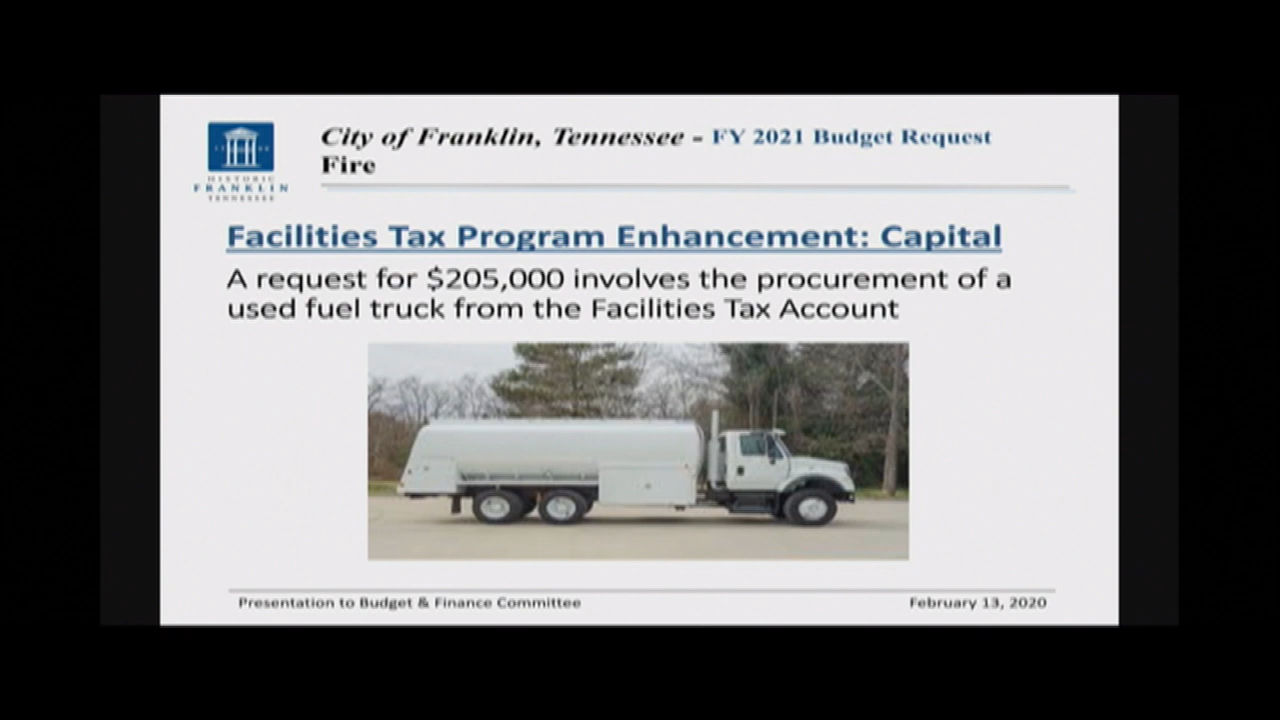 City of Franklin, Tennessee - FY 2021 Budget Request
Fire
HISTORIC
FRANKLIN
TENNESSEE
Facilities Tax Program Enhancement: Capital
A request for $205,000 involves the procurement of a
used fuel truck from the Facilities Tax Account
Presentation to Budget & Finance Committee
February 13, 2020